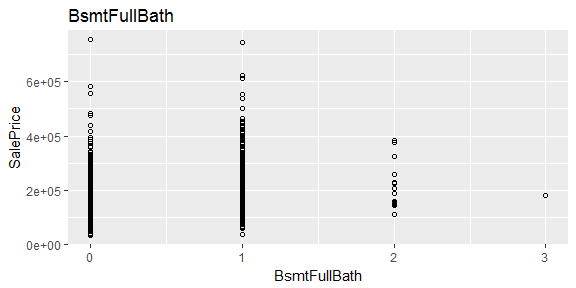 BsmtFullBath
SalePrice
6e+05
4e+05
2e+05
0e+00
0 1 2 3
BsmtFullBath